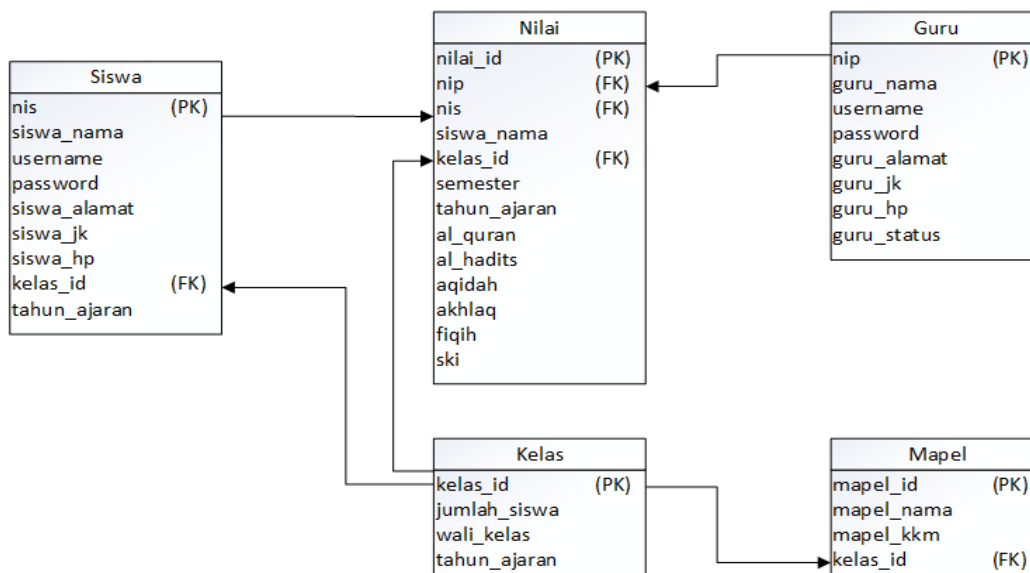 Siswa
nis (PK)
siswa_nama
username
password
siswa_alamat
siswa_jk
siswa_hp
kelas_id (FK)
tahun_ajaran
Nilai
nilai_id (PK)
nip (FK)
nis (FK)
siswa_nama
kelas_id (FK)
semester
tahun_ajaran
al_quran
al_hadits
aqidah
akhlaq
fiqih
ski
Guru
nip (PK)
guru_nama
username
password
guru_alamat
guru_jk
guru_hp
guru_status
Kelas
kelas_id (PK)
jumlah_siswa
wali_kelas
tahun_ajaran
Mapel
mapel_id (PK)
mapel_nama
mapel_kkm
kelas_id (FK)